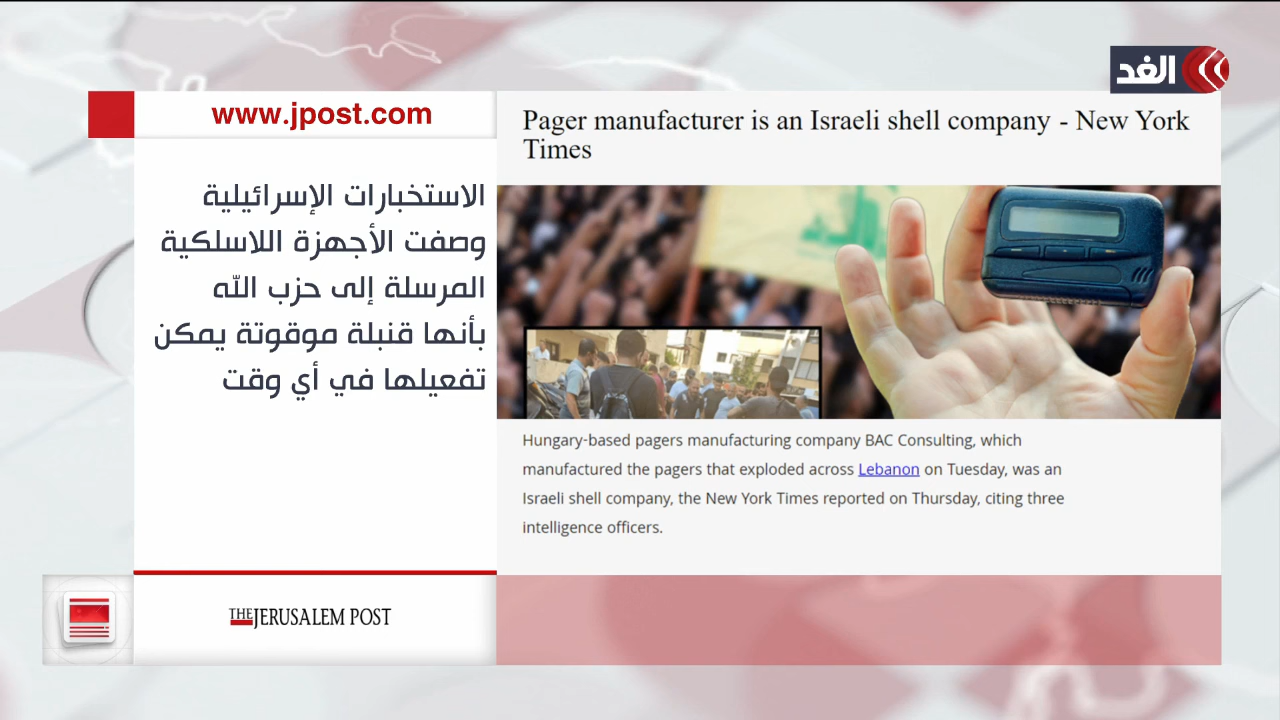 الغد
www.jpost.com
الاستخبارات الإسرائيلية
وصفت الأجهزة اللاسلكية
المرسلة إلى حزب الله
بأنها قنبلة موقوتة يمكن
تفعيلها في أي وقت
Pager manufacturer is an Israeli shell company - New York
Times
Hungary-based pagers manufacturing company BAC Consulting, which
manufactured the pagers that exploded across Lebanon on Tuesday, was an
Israeli shell company, the New York Times reported on Thursday, citing three
intelligence officers.
THE JERUSALEM POST